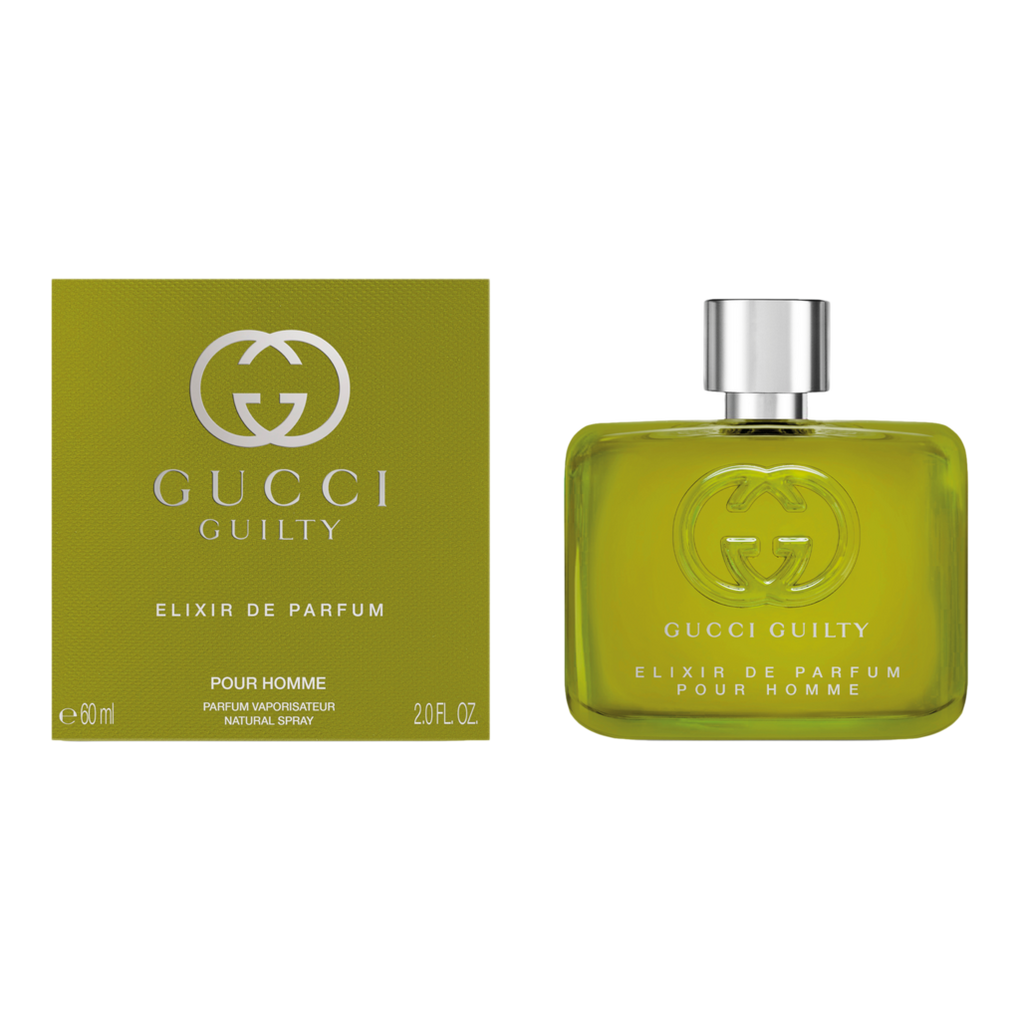 GUCCI
GUILTY
ELIXIR DE PARFUM
POUR HOMME
PARFUM VAPORISATEUR
NATURAL SPRAY
℮ 60 ml
2.0 FL. OZ.
GUCCI GUILTY
ELIXIR DE PARFUM
POUR HOMME